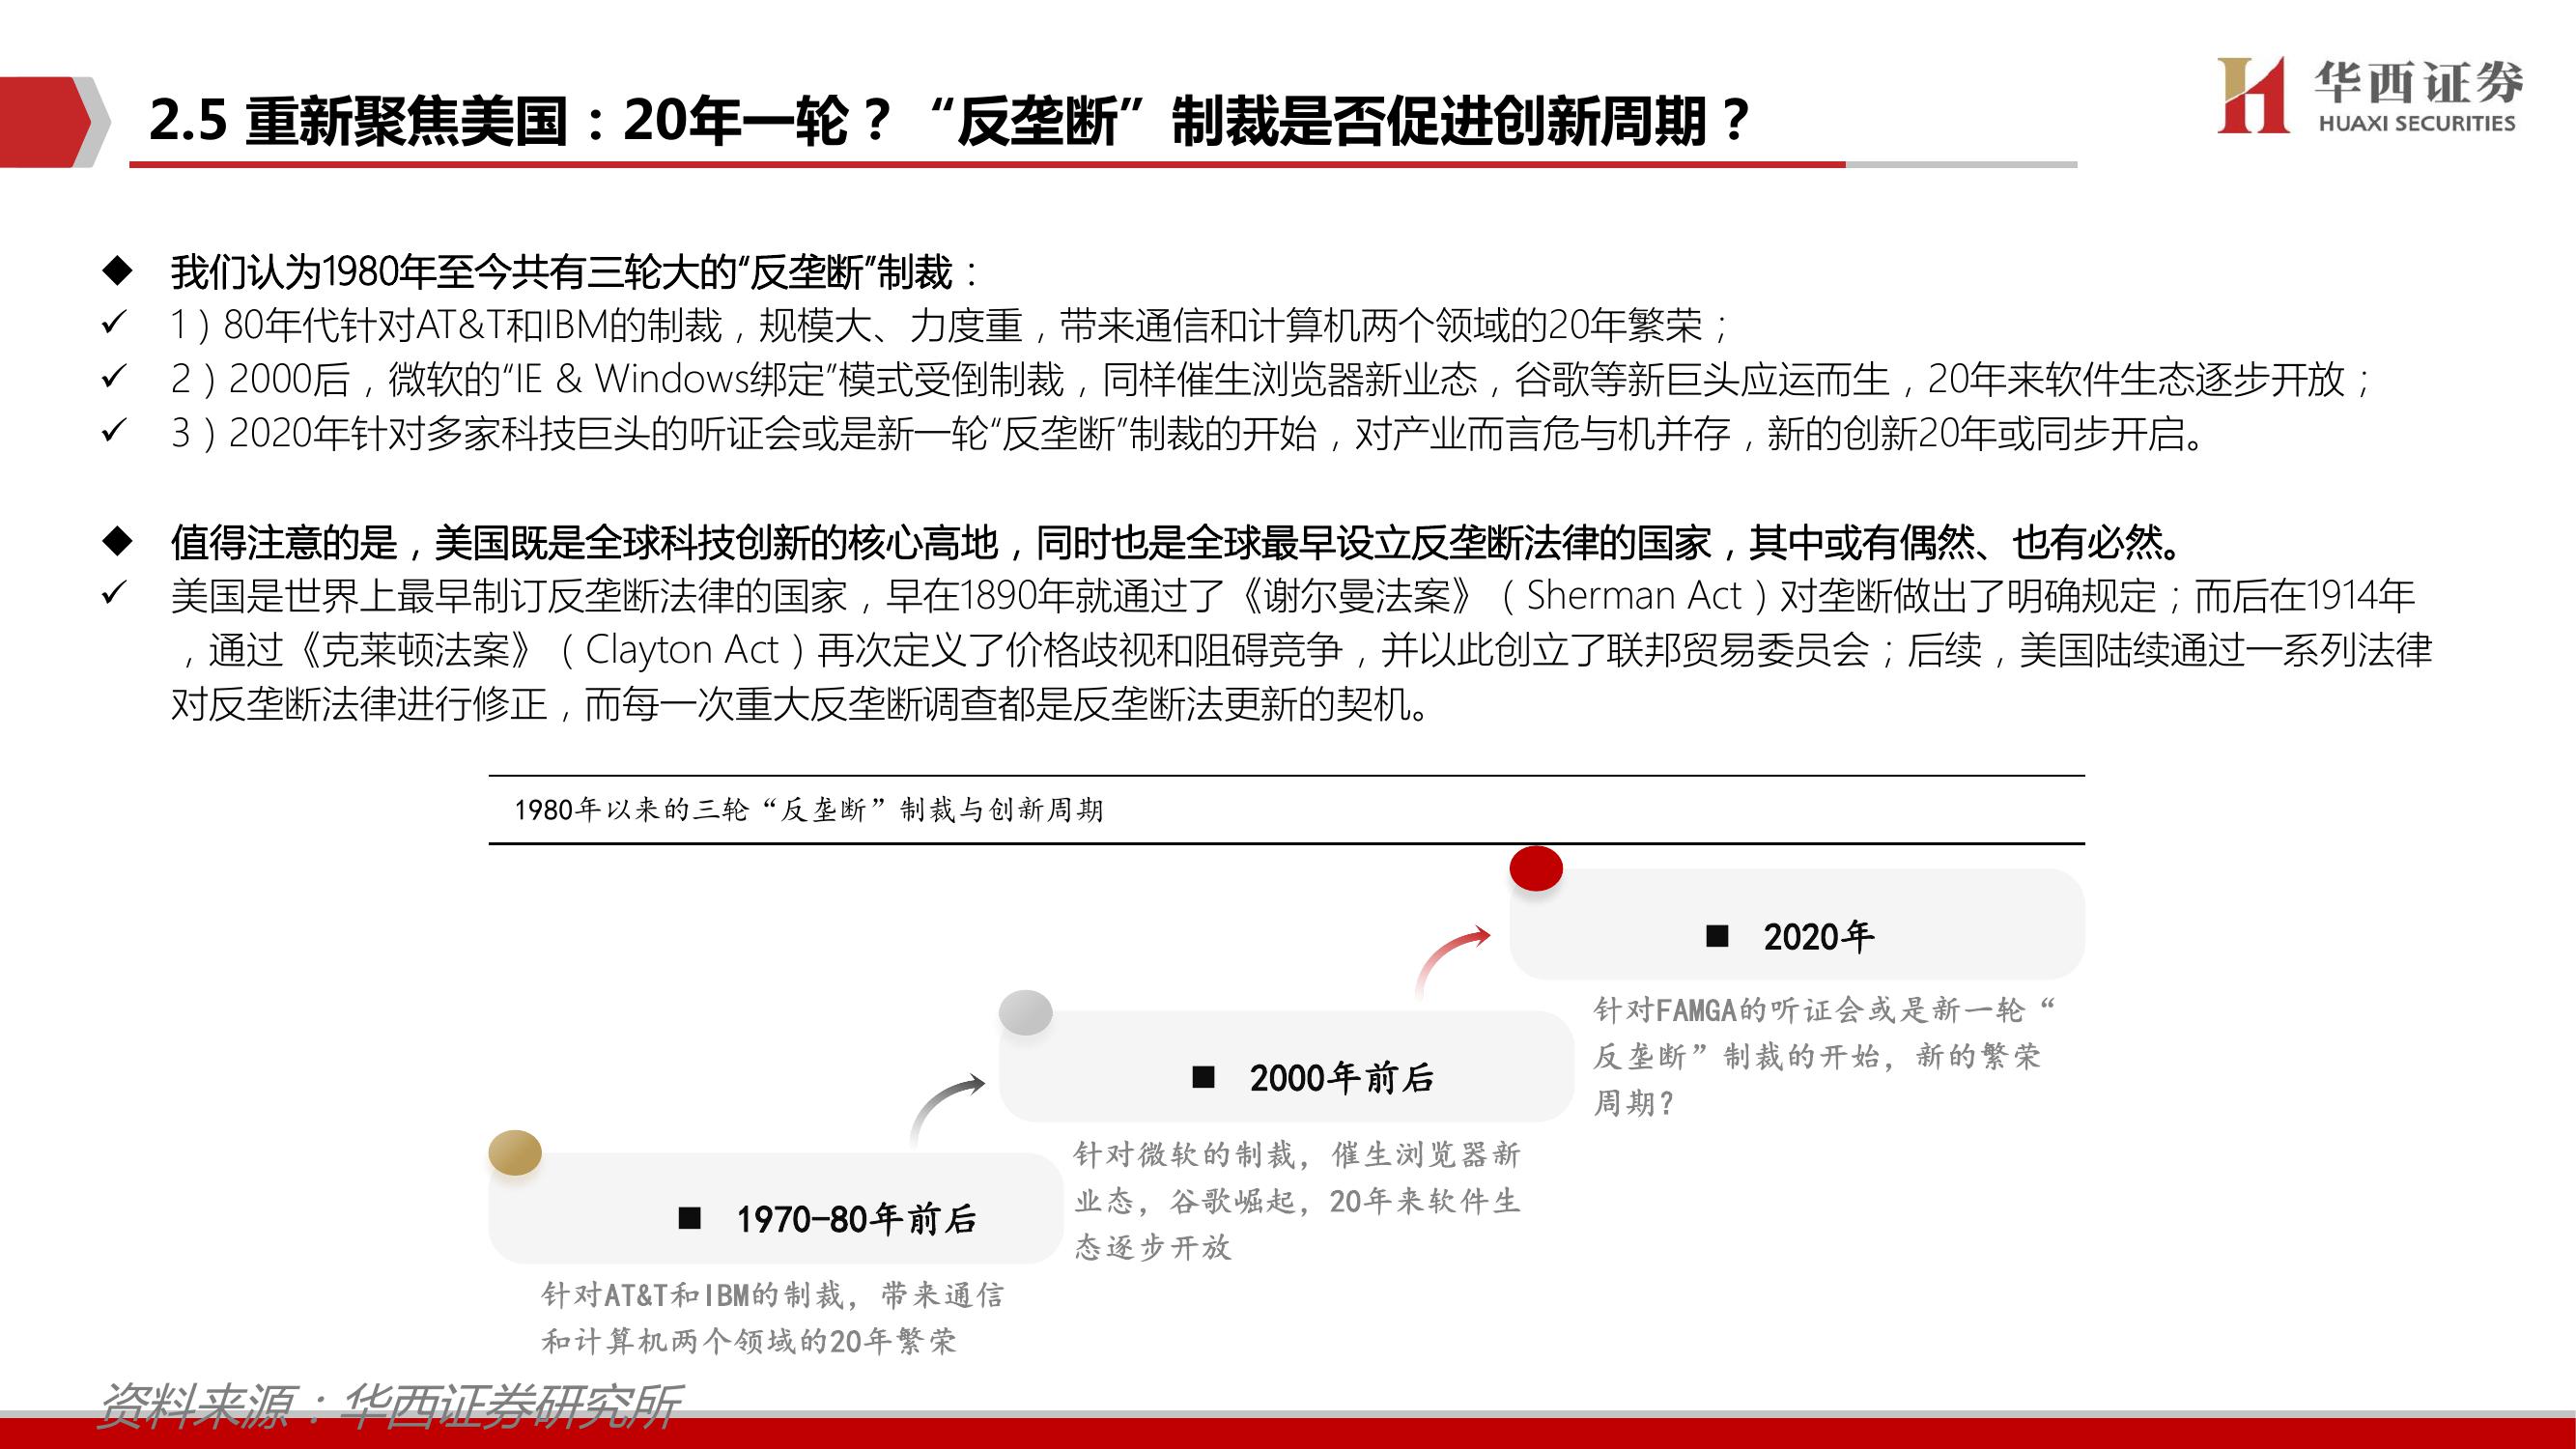 2.5 重新聚焦美国：20年一轮？“反垄断”制裁是否促进创新周期？
华西证券
HUAXI SECURITIES
◆ 我们认为1980年至今共有三轮大的“反垄断”制裁：
✓ 1）80年代针对AT&T和IBM的制裁，规模大、力度重，带来通信和计算机两个领域的20年繁荣；
✓ 2）2000后，微软的“IE & Windows绑定”模式受倒制裁，同样催生浏览器新业态，谷歌等新巨头应运而生，20年来软件生态逐步开放；
✓ 3）2020年针对多家科技巨头的听证会或是新一轮“反垄断”制裁的开始，对产业而言危与机并存，新的创新20年或同步开启。
◆ 值得注意的是，美国既是全球科技创新的核心高地，同时也是全球最早设立反垄断法律的国家，其中或有偶然、也有必然。
✓ 美国是世界上最早制订反垄断法律的国家，早在1890年就通过了《谢尔曼法案》（Sherman Act）对垄断做出了明确规定；而后在1914年
，通过《克莱顿法案》（Clayton Act）再次定义了价格歧视和阻碍竞争，并以此创立了联邦贸易委员会；后续，美国陆续通过一系列法律
对反垄断法律进行修正，而每一次重大反垄断调查都是反垄断法更新的契机。
1980年以来的三轮“反垄断”制裁与创新周期
■ 2020年
针对FAMGA的听证会或是新一轮“
反垄断”制裁的开始，新的繁荣
周期？
■ 2000年前后
针对微软的制裁，催生浏览器新
业态，谷歌崛起，20年来软件生
态逐步开放
■ 1970-80年前后
针对AT&T和IBM的制裁，带来通信
和计算机两个领域的20年繁荣
资料来源：华西证券研究所